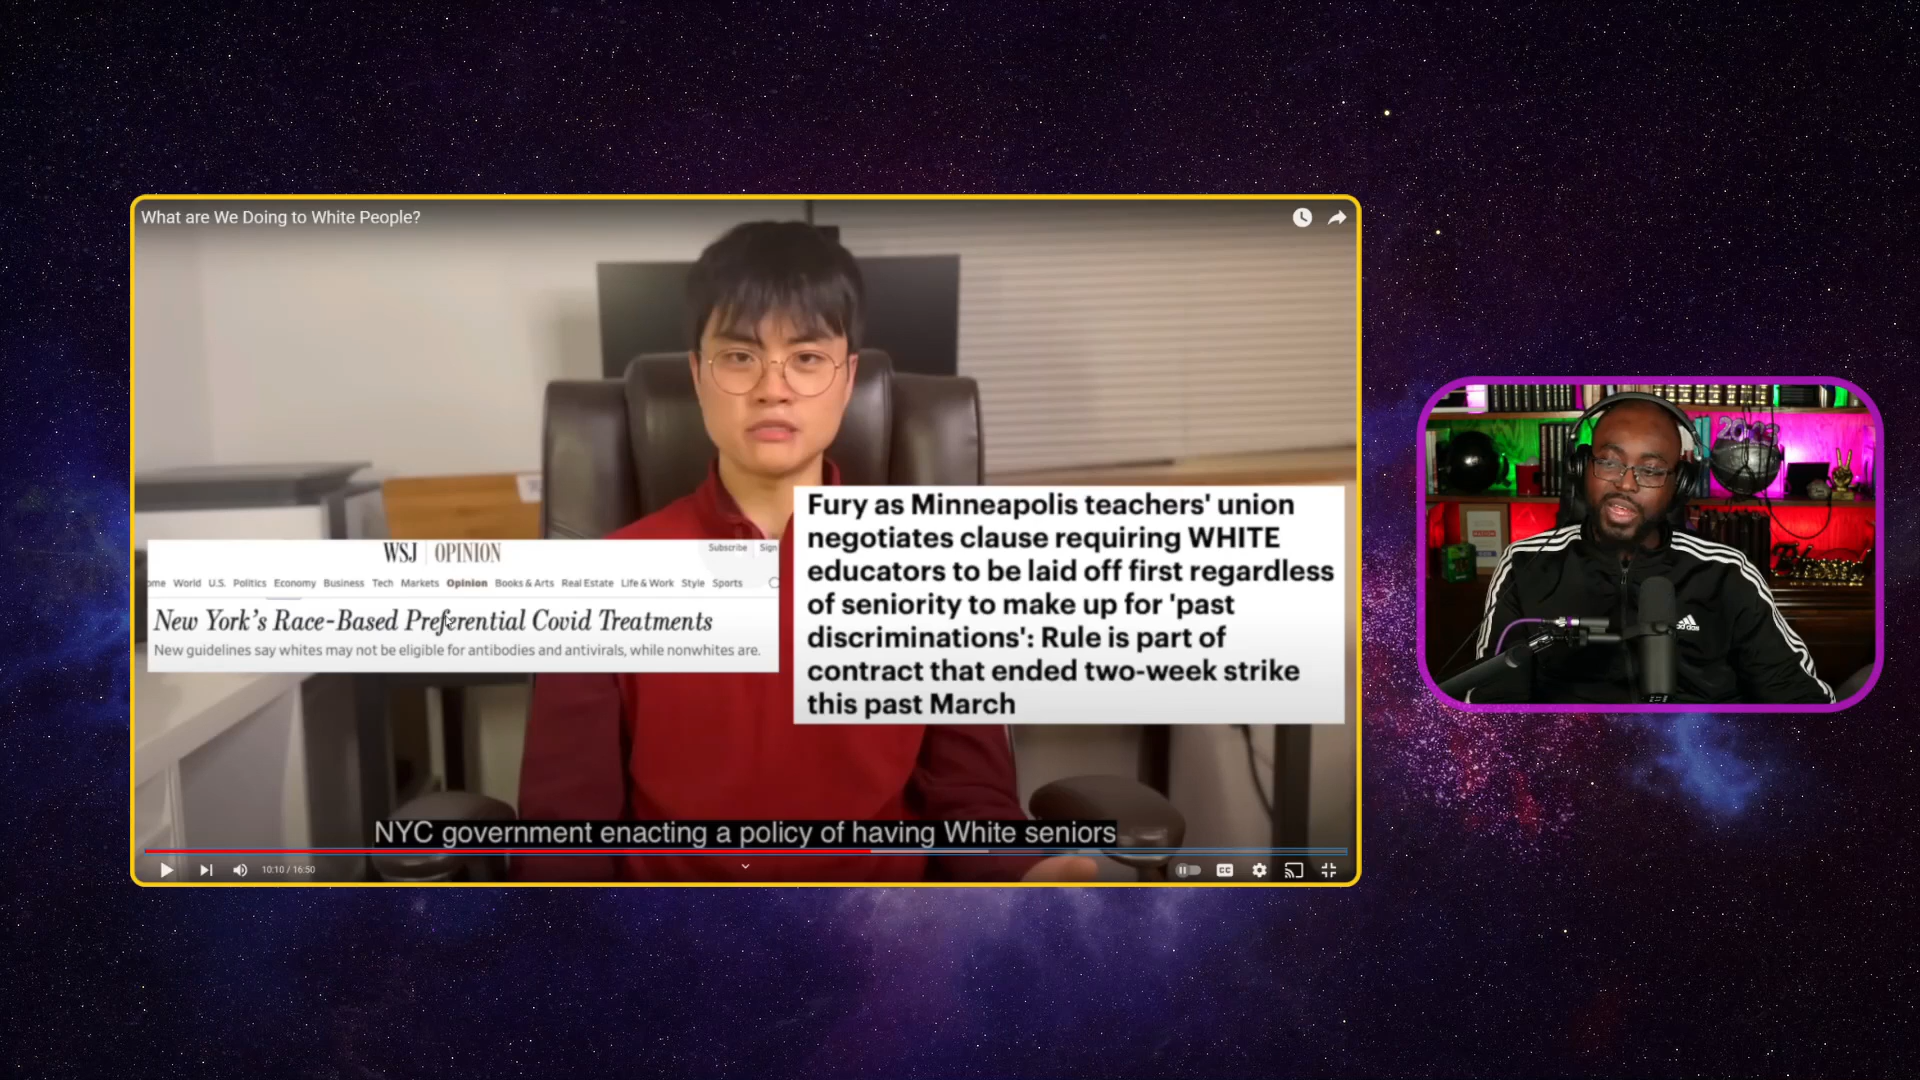 What are We Doing to White People?
WSJ | OPINION
Subscribe
Sign
ome World U.S. Politics Economy Business Tech Markets Opinion Books & Arts Real Estate Life & Work Style Sports
New York's Race-Based Preferential Covid Treatments
New guidelines say whites may not be eligible for antibodies and antivirals, while nonwhites are.
Fury as Minneapolis teachers' union
negotiates clause requiring WHITE
educators to be laid off first regardless
of seniority to make up for 'past
discriminations': Rule is part of
contract that ended two-week strike
this past March
NYC government enacting a policy of having White seniors
10:10 / 16:50
CC
adidas